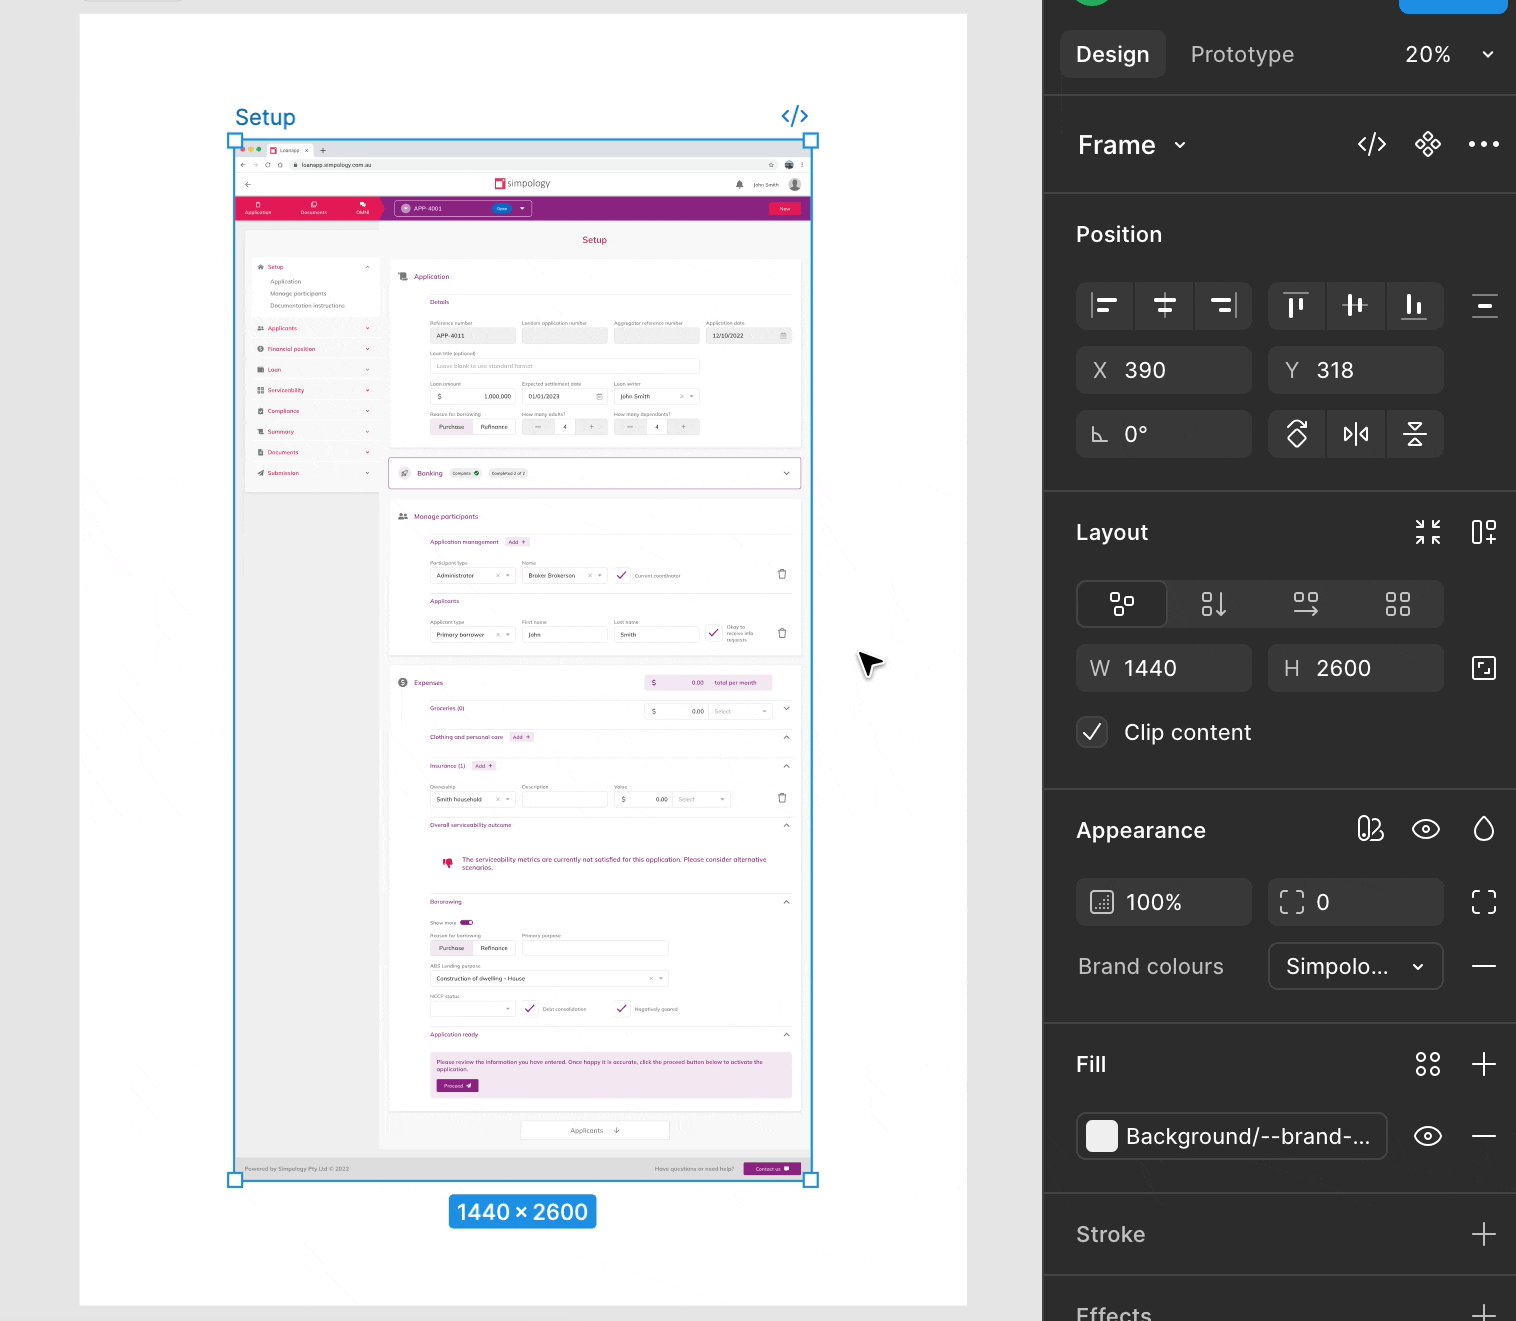 Setup
Loanapp
loanapp.simpology.com.au
simpology
John Smith
Application
Documents
OMNI
APP-4001
Open
New
Setup
Setup
Application
Manage participants
Documentation instructions
Applicants
Financial position
Loan
Serviceability
Compliance
Summary
Documents
Submission
Application
Details
Reference number
Lenders application number
Aggregator reference number
Application date
APP-4011
12/10/2022
Loan title (optional)
Leave blank to use standard format
Loan amount
Expected settlement date
Loan writer
$ 1,000,000
01/01/2023
John Smith
Reason for borrowing
How many adults?
How many dependants?
Purchase
Refinance
4
4
Banking
Complete
Completed 2 of 2
Manage participants
Application management
Add +
Participant type
Name
Administrator
Broker Brokerson
Current coordinator
Applicants
Applicant type
First name
Last name
Primary borrower
John
Smith
Okay to receive info requests
Expenses
$ 0.00 total per month
Groceries (0)
$ 0.00 Select
Clothing and personal care
Add +
Insurance (1)
Add +
Ownership
Description
Value
Smith household
$ 0.00 Select
Overall serviceability outcome
The serviceability metrics are currently not satisfied for this application. Please consider alternative
scenarios.
Bororowing
Show more
Reason for borrowing
Primary purpose
Purchase
Refinance
ABS Lending purpose
Construction of dwelling - House
NCCP status
Debt consolidation
Negatively geared
Application ready
Please review the information you have entered. Once happy it is accurate, click the proceed button below to activate the
application.
Proceed
Applicants
Powered by Simpology Pty Ltd © 2022
Have questions or need help?
Contact us
1440 × 2600
Design
Prototype
20%
Frame
Position
X 390
Y 318
0°
Layout
W 1440
H 2600
Clip content
Appearance
100%
0
Brand colours
Simpolo...
Fill
Background/--brand-...
Stroke
Effects